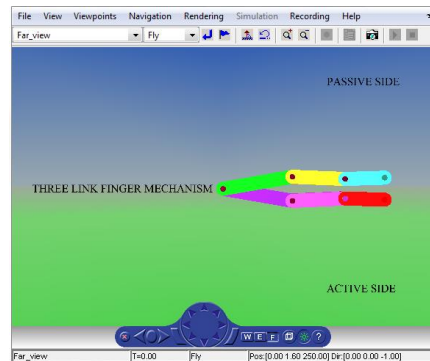 File View Viewpoints Navigation Rendering Simulation Recording Help
Far_view Fly
PASSIVE SIDE
THREE LINK FINGER MECHANISM
ACTIVE SIDE
W E F ?
Far_view T=0.00 Fly Pos:[0.00 1.60 250.00] Dir:[0.00 0.00 -1.00]